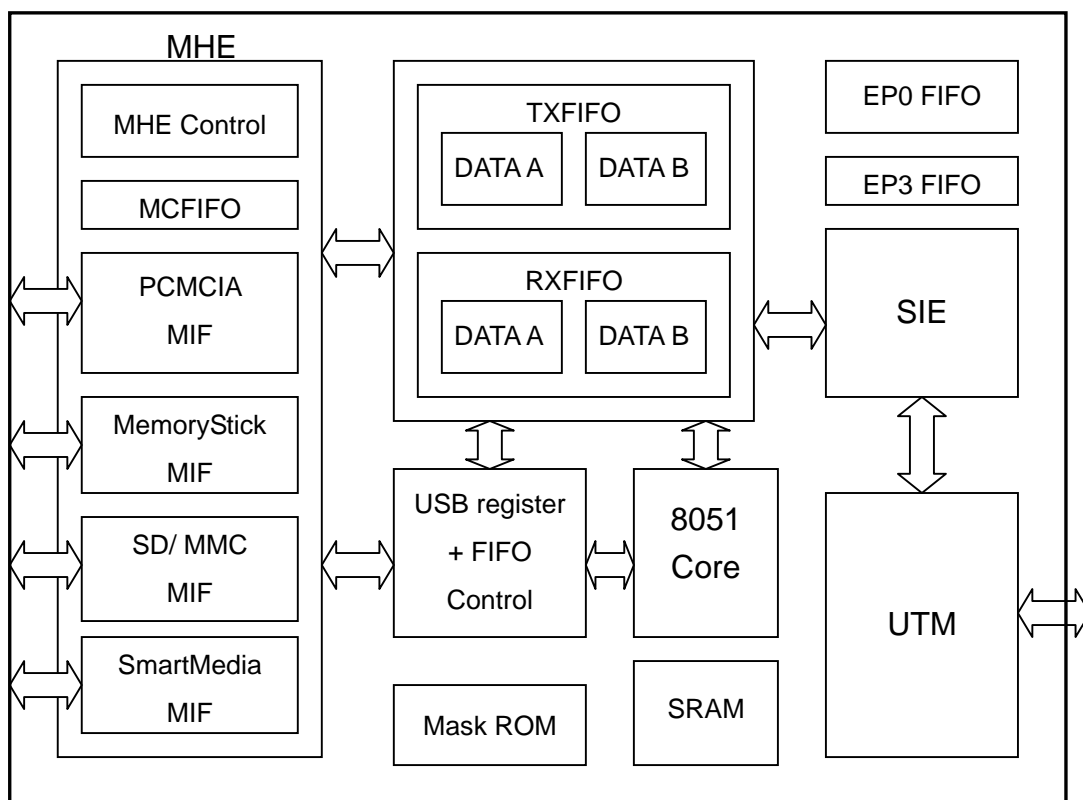 MHE
MHE Control
MCFIFO
PCMCIA
MIF
MemoryStick
MIF
SD/ MMC
MIF
SmartMedia
MIF
TXFIFO
DATA A
DATA B
RXFIFO
DATA A
DATA B
USB register
+ FIFO
Control
8051
Core
Mask ROM
SRAM
EP0 FIFO
EP3 FIFO
SIE
UTM